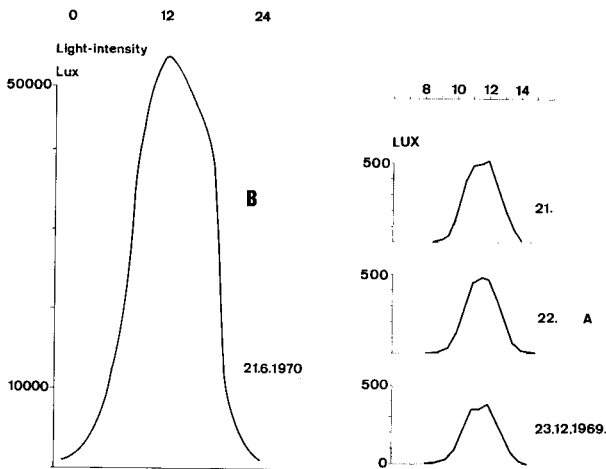 0 12 24
Light-intensity
Lux
50000
B
21.6.1970
10000
8 10 12 14
LUX
500
21.
500
22. A
500
23.12.1969.
0